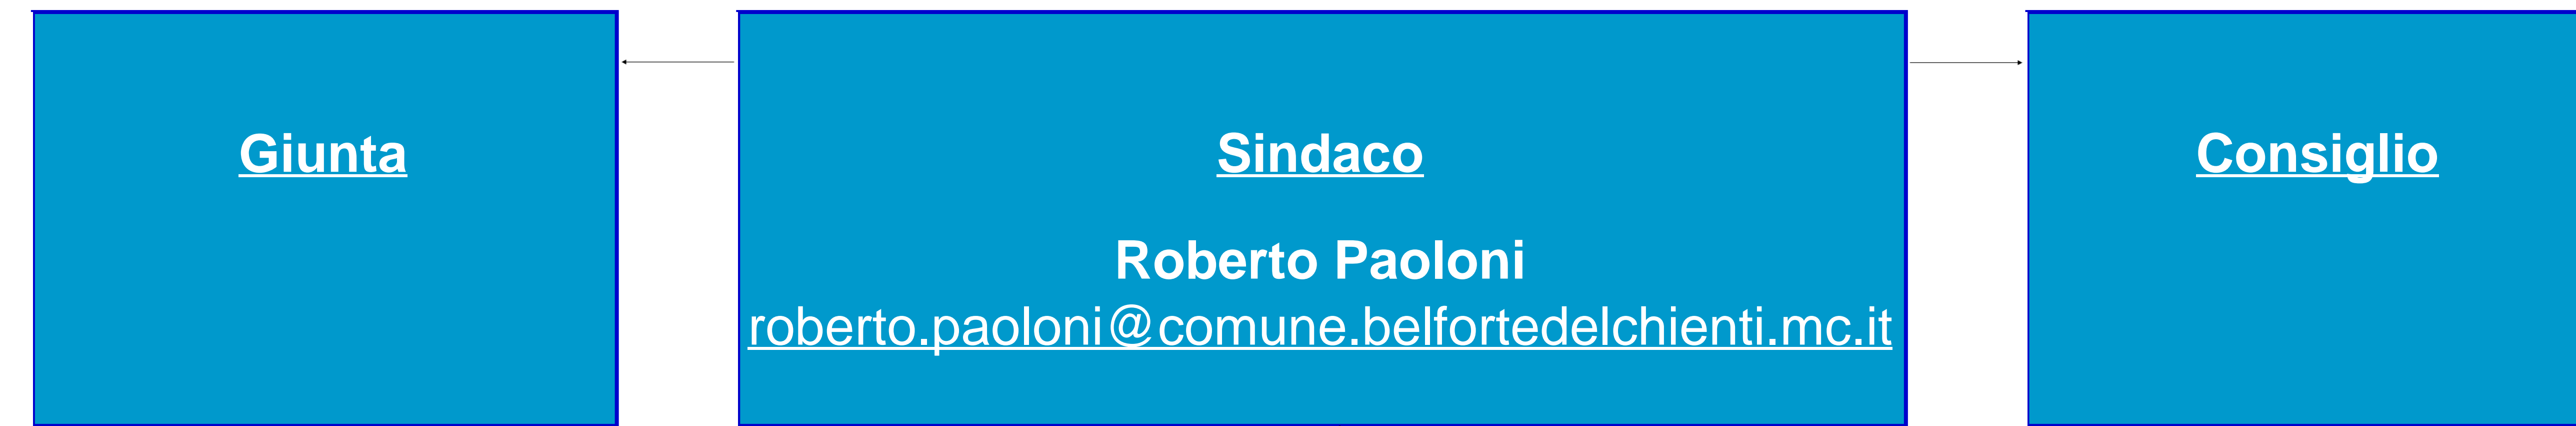 Giunta
Sindaco
Roberto Paoloni
roberto.paoloni@comune.belfortedelchienti.mc.it
Consiglio